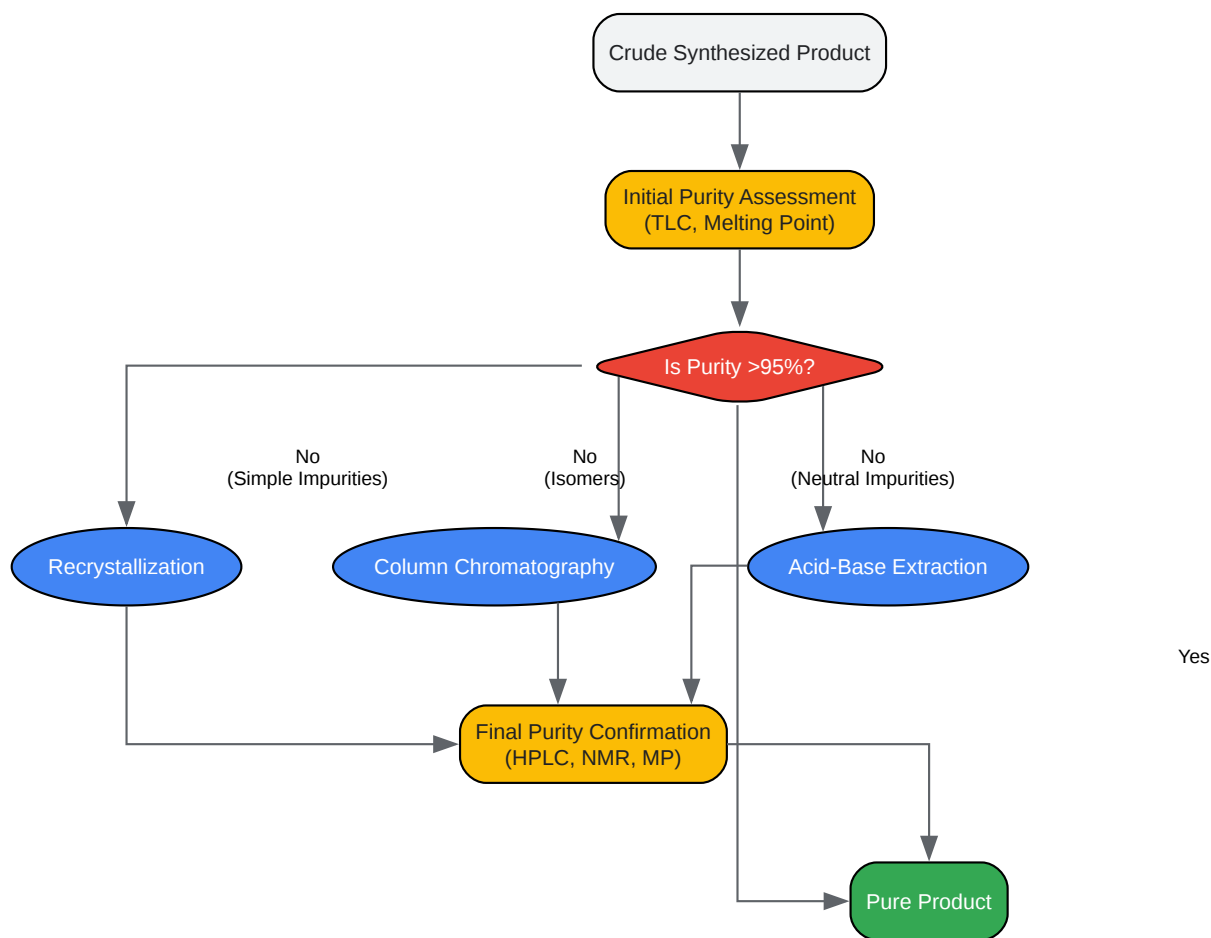 Crude Synthesized Product
Initial Purity Assessment
(TLC, Melting Point)
Is Purity >95%?
No
(Simple Impurities)
No
(Isomers)
No
(Neutral Impurities)
Recrystallization
Column Chromatography
Acid-Base Extraction
Yes
Final Purity Confirmation
(HPLC, NMR, MP)
Pure Product